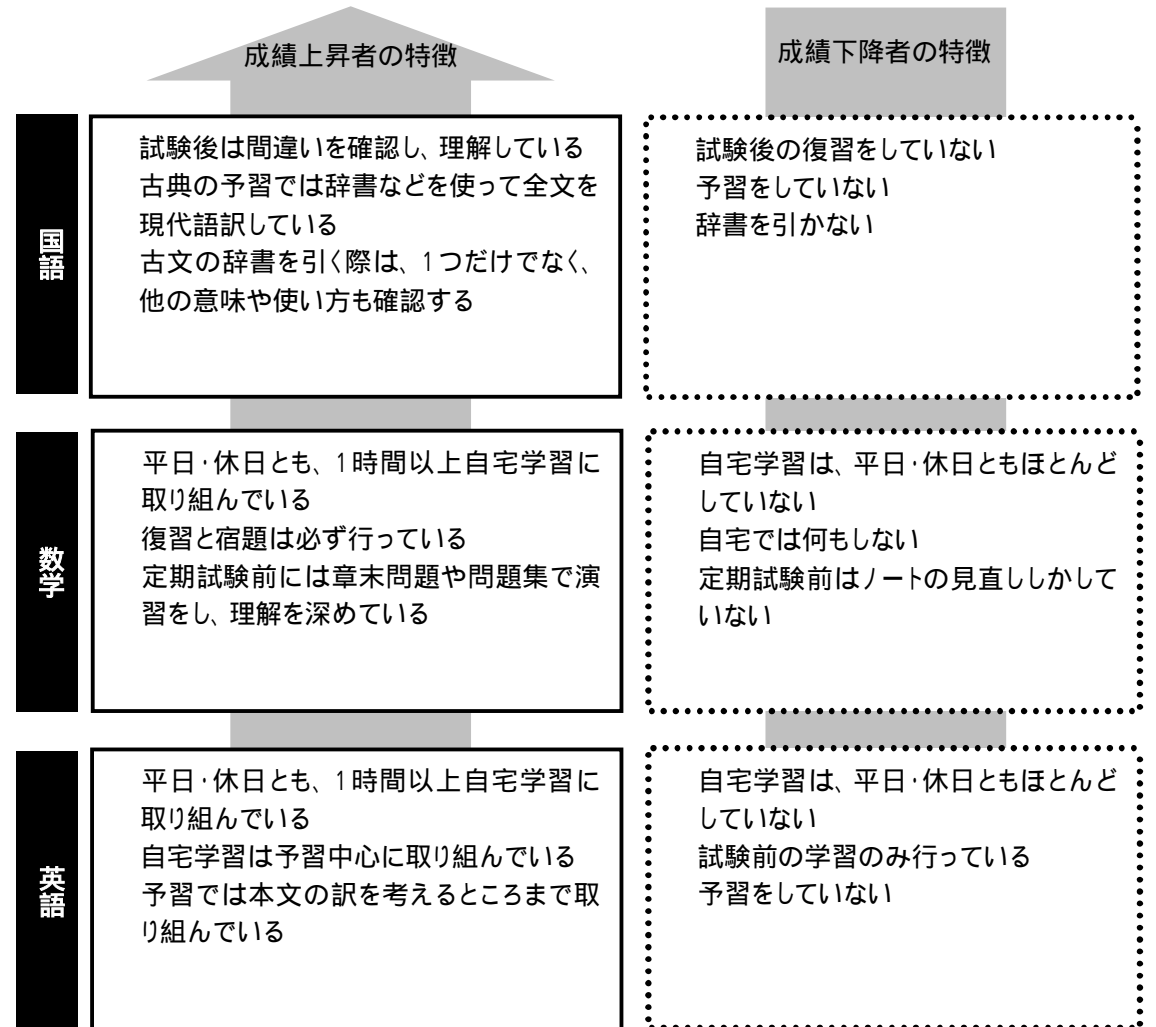 成績上昇者の特徴
成績下降者の特徴
国語
試験後は間違いを確認し、理解している
古典の予習では辞書などを使って全文を
現代語訳している
古文の辞書を引く際は、1つだけでなく、
他の意味や使い方も確認する
試験後の復習をしていない
予習をしていない
辞書を引かない
数学
平日・休日とも、1時間以上自宅学習に
取り組んでいる
復習と宿題は必ず行っている
定期試験前には章末問題や問題集で演
習をし、理解を深めている
自宅学習は、平日・休日ともほとんど
していない
自宅では何もしない
定期試験前はノートの見直ししかして
いない
英語
平日・休日とも、1時間以上自宅学習に
取り組んでいる
自宅学習は予習中心に取り組んでいる
予習では本文の訳を考えるところまで取
り組んでいる
自宅学習は、平日・休日ともほとんど
していない
試験前の学習のみ行っている
予習をしていない